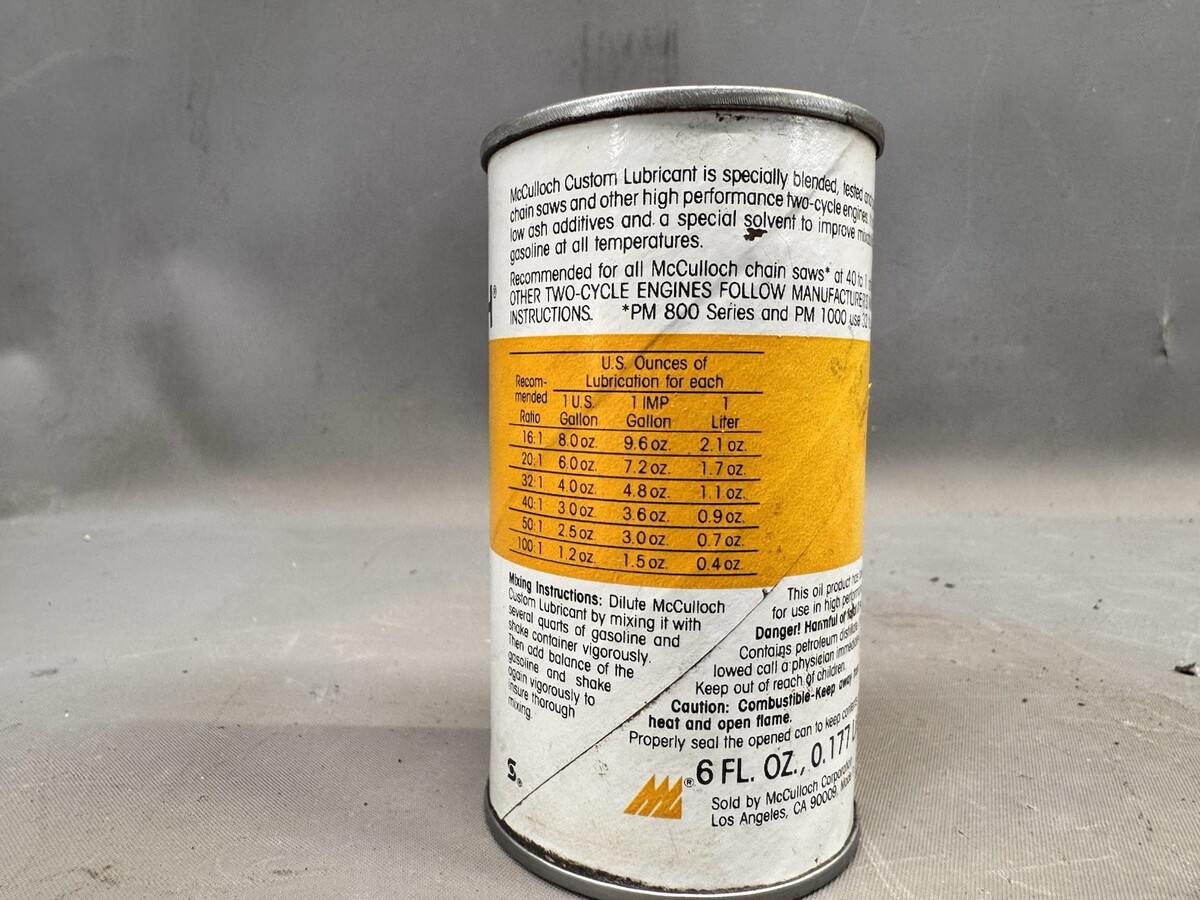 McCulloch Custom Lubricant is specially blended, tested
chain saws and other high performance two-cycle engines
low ash additives and a special solvent to improve
gasoline at all temperatures.
Recommended for all McCulloch chain saws* at 40 to 1
OTHER TWO-CYCLE ENGINES FOLLOW MANUFACTURER'S
INSTRUCTIONS. *PM 800 Series and PM 1000 use 32
H®
U.S. Ounces of
Lubrication for each
Recom-
mended
Ratio
1 U.S. Gallon
1 IMP Gallon
1 Liter
16:1 8.0 oz. 9.6 oz. 2.1 oz.
20:1 6.0 oz. 7.2 oz. 1.7 oz.
32:1 4.0 oz. 4.8 oz. 1.1 oz.
40:1 3.0 oz. 3.6 oz. 0.9 oz.
50:1 2.5 oz. 3.0 oz. 0.7 oz.
100:1 1.2 oz. 1.5 oz. 0.4 oz.
Mixing Instructions: Dilute McCulloch
Custom Lubricant by mixing it with
several quarts of gasoline and
shake container vigorously.
Then add balance of the
gasoline and shake
again vigorously to
insure thorough
mixing.
This oil product has
for use in high
Danger! Harmful or
Contains petroleum
lowed call a physician
Keep out of reach of children.
Caution: Combustible-Keep away
heat and open flame.
Properly seal the opened can to keep
6 FL. OZ., 0.177
Sold by McCulloch Corporation
Los Angeles, CA 90009,
S®
®